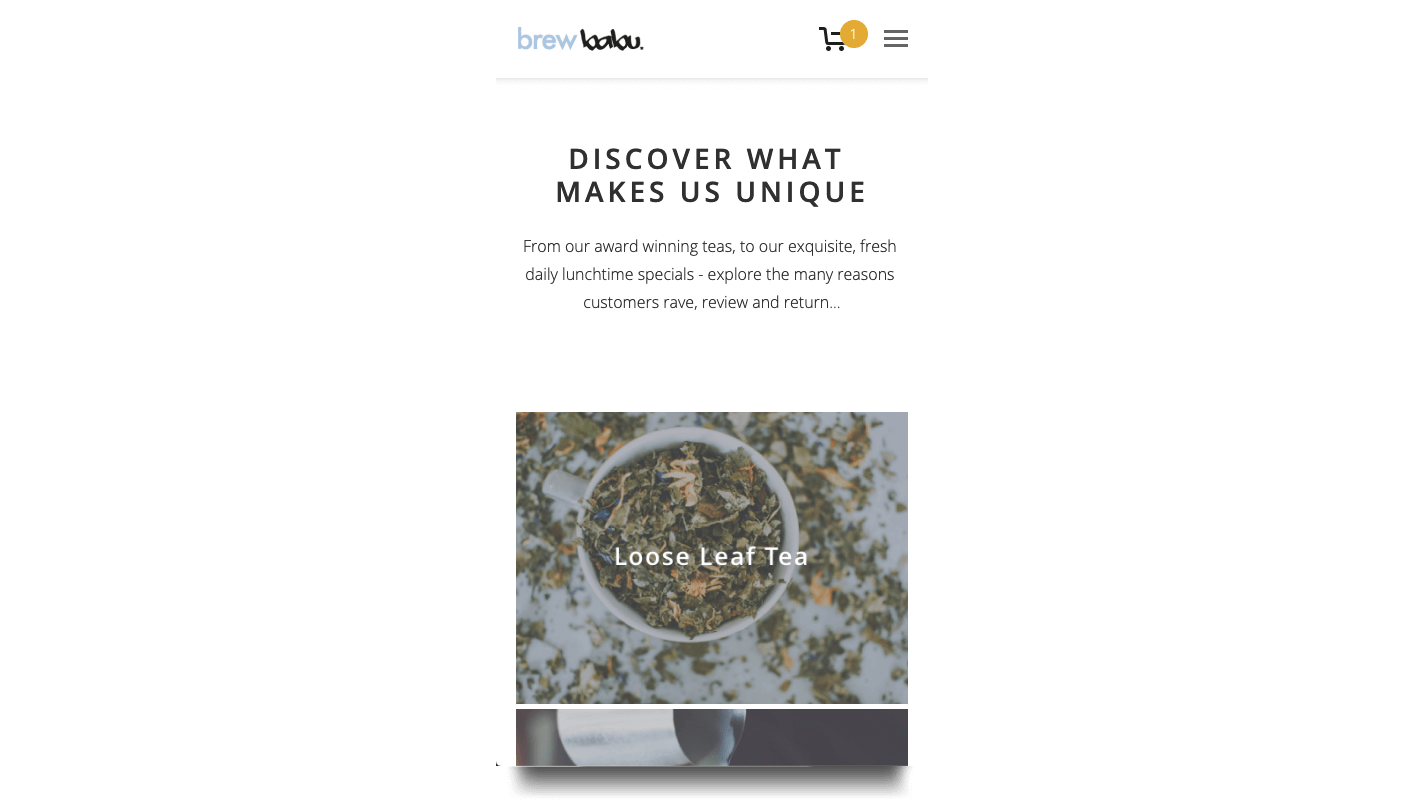 brew babu.
1
DISCOVER WHAT
MAKES US UNIQUE
From our award winning teas, to our exquisite, fresh
daily lunchtime specials - explore the many reasons
customers rave, review and return...
Loose Leaf Tea